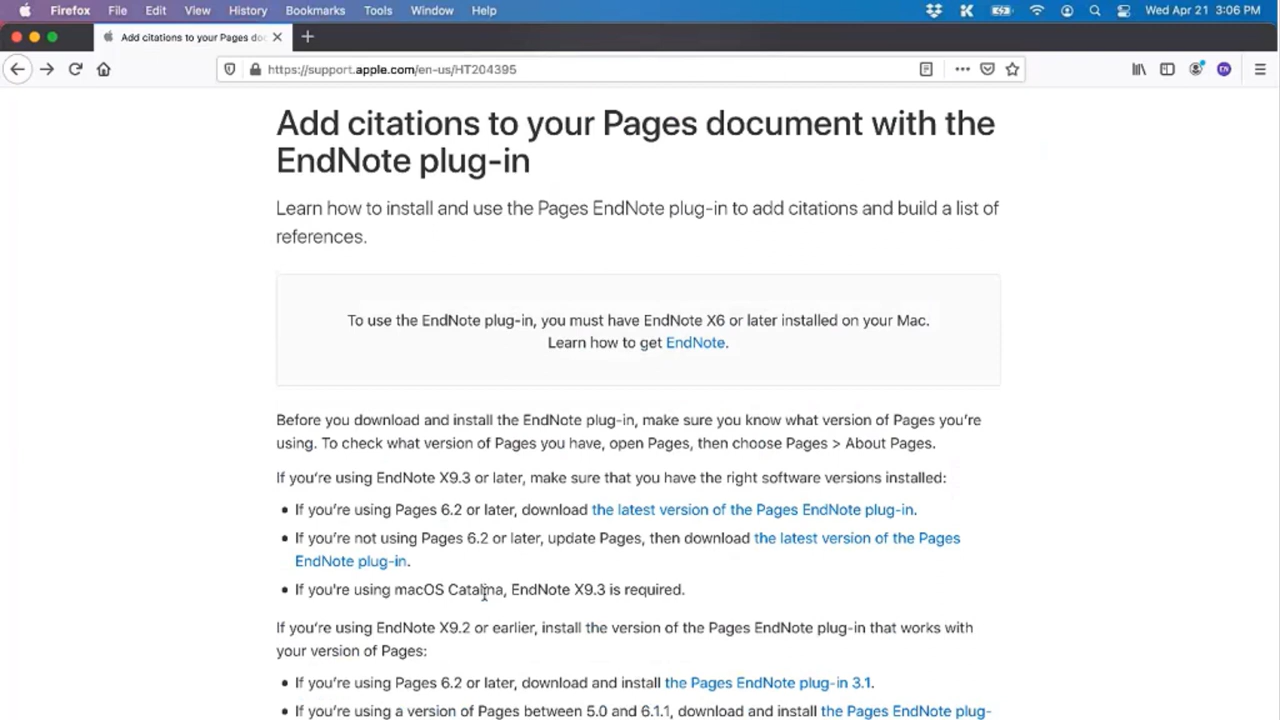 Firefox File Edit View History Bookmarks Tools Window Help Wed Apr 21 3:06 PM
Add citations to your Pages doc
https://support.apple.com/en-us/HT204395
EN
Add citations to your Pages document with the
EndNote plug-in
Learn how to install and use the Pages EndNote plug-in to add citations and build a list of
references.
To use the EndNote plug-in, you must have EndNote X6 or later installed on your Mac.
Learn how to get EndNote.
Before you download and install the EndNote plug-in, make sure you know what version of Pages you're
using. To check what version of Pages you have, open Pages, then choose Pages > About Pages.
If you're using EndNote X9.3 or later, make sure that you have the right software versions installed:
• If you're using Pages 6.2 or later, download the latest version of the Pages EndNote plug-in.
• If you're not using Pages 6.2 or later, update Pages, then download the latest version of the Pages
EndNote plug-in.
• If you're using macOS Catalina, EndNote X9.3 is required.
If you're using EndNote X9.2 or earlier, install the version of the Pages EndNote plug-in that works with
your version of Pages:
• If you're using Pages 6.2 or later, download and install the Pages EndNote plug-in 3.1.
• If you're using a version of Pages between 5.0 and 6.1.1, download and install the Pages EndNote plug-